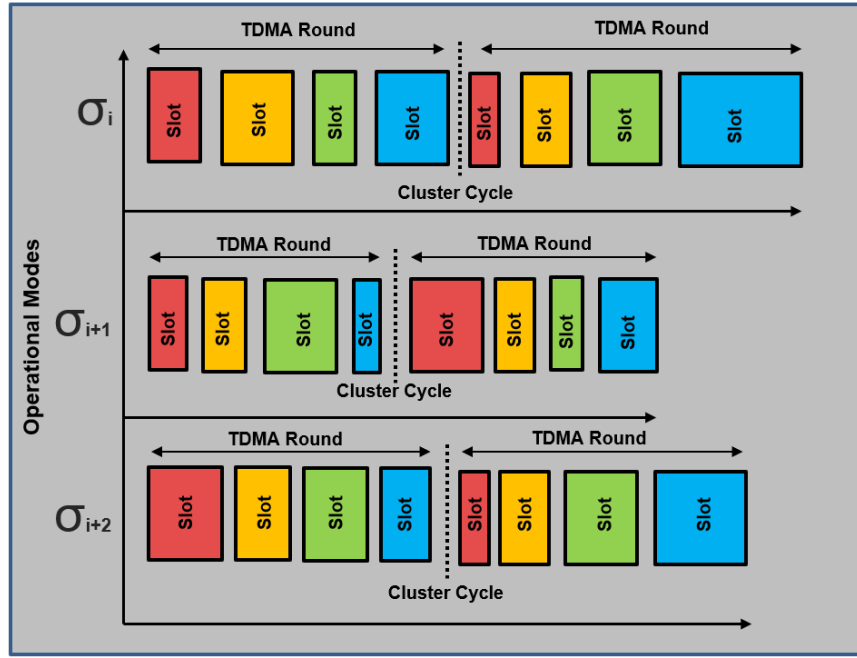 TDMA Round
TDMA Round
σi
Slot
Slot
Slot
Slot
Slot
Slot
Slot
Slot
Cluster Cycle
Operational Modes
TDMA Round
TDMA Round
σi+1
Slot
Slot
Slot
Slot
Slot
Slot
Slot
Slot
Cluster Cycle
TDMA Round
TDMA Round
σi+2
Slot
Slot
Slot
Slot
Slot
Slot
Slot
Slot
Cluster Cycle